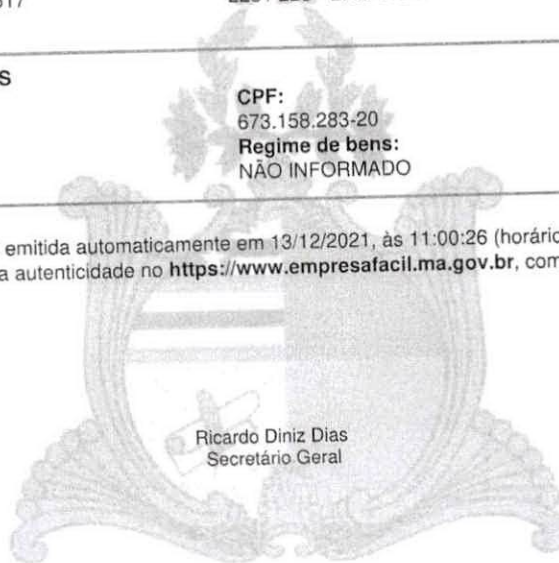 S
CPF:
673.158.283-20
Regime de bens:
NÃO INFORMADO
emitida automaticamente em 13/12/2021, às 11:00:26 (horário
a autenticidade no https://www.empresafacil.ma.gov.br, com
Ricardo Diniz Dias
Secretário Geral